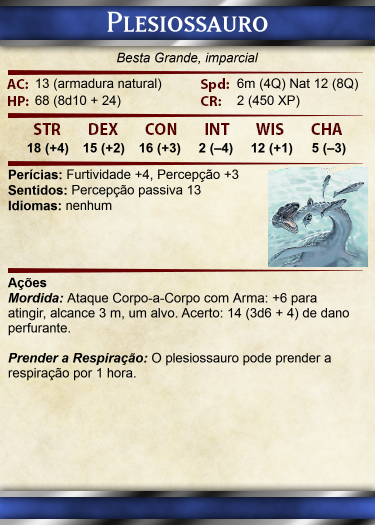 PLESIOSSAURO
Besta Grande, imparcial
AC: 13 (armadura natural) Spd: 6m (4Q) Nat 12 (8Q)
HP: 68 (8d10 + 24) CR: 2 (450 XP)
STR DEX CON INT WIS CHA
18 (+4) 15 (+2) 16 (+3) 2 (–4) 12 (+1) 5 (–3)
Perícias: Furtividade +4, Percepção +3
Sentidos: Percepção passiva 13
Idiomas: nenhum
Ações
Mordida: Ataque Corpo-a-Corpo com Arma: +6 para
atingir, alcance 3 m, um alvo. Acerto: 14 (3d6 + 4) de dano
perfurante.
Prender a Respiração: O plesiossauro pode prender a
respiração por 1 hora.